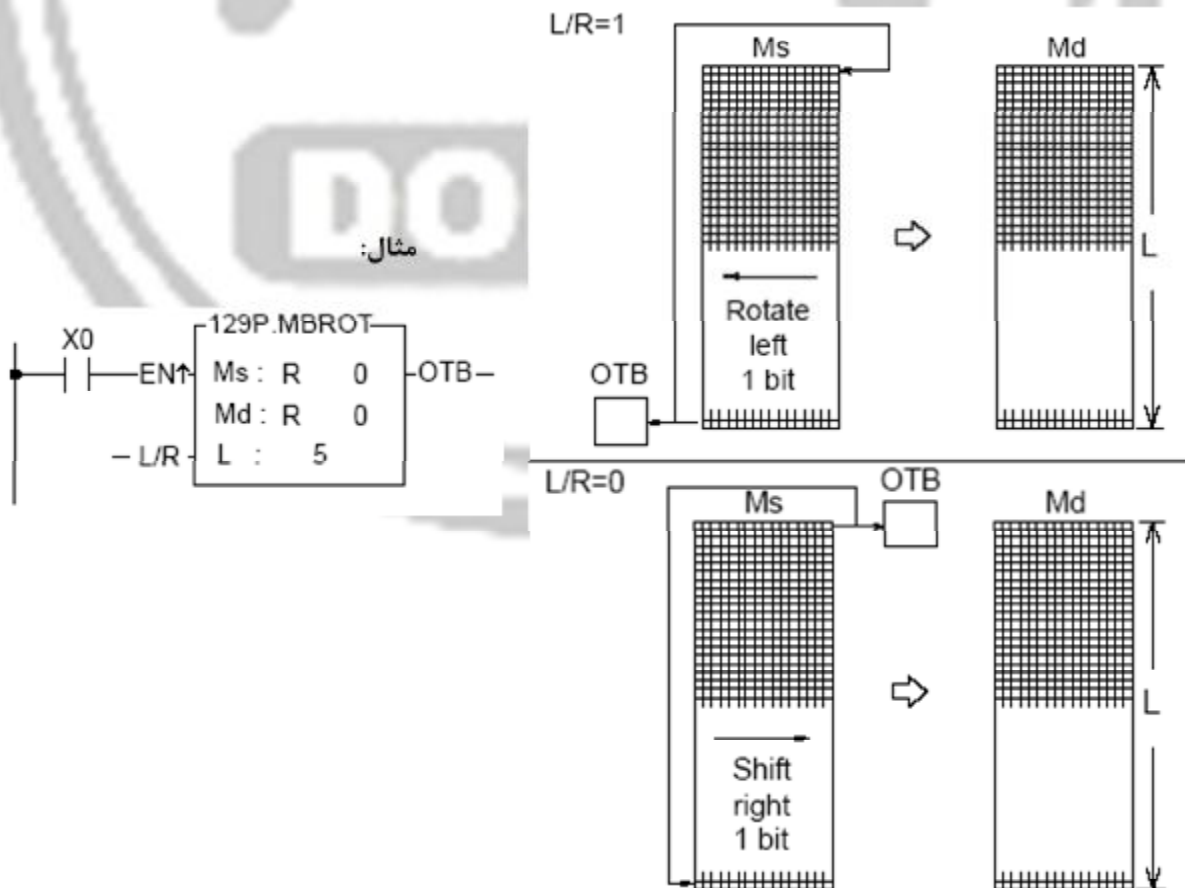 L/R=1
Ms
Md
DO
مثال:
L
Rotate
left
1 bit
OTB
X0
129P.MBROT
EN↑
Ms : R 0
OTB
Md : R 0
L/R
L : 5
L/R=0
Ms
OTB
Md
L
Shift
right
1 bit